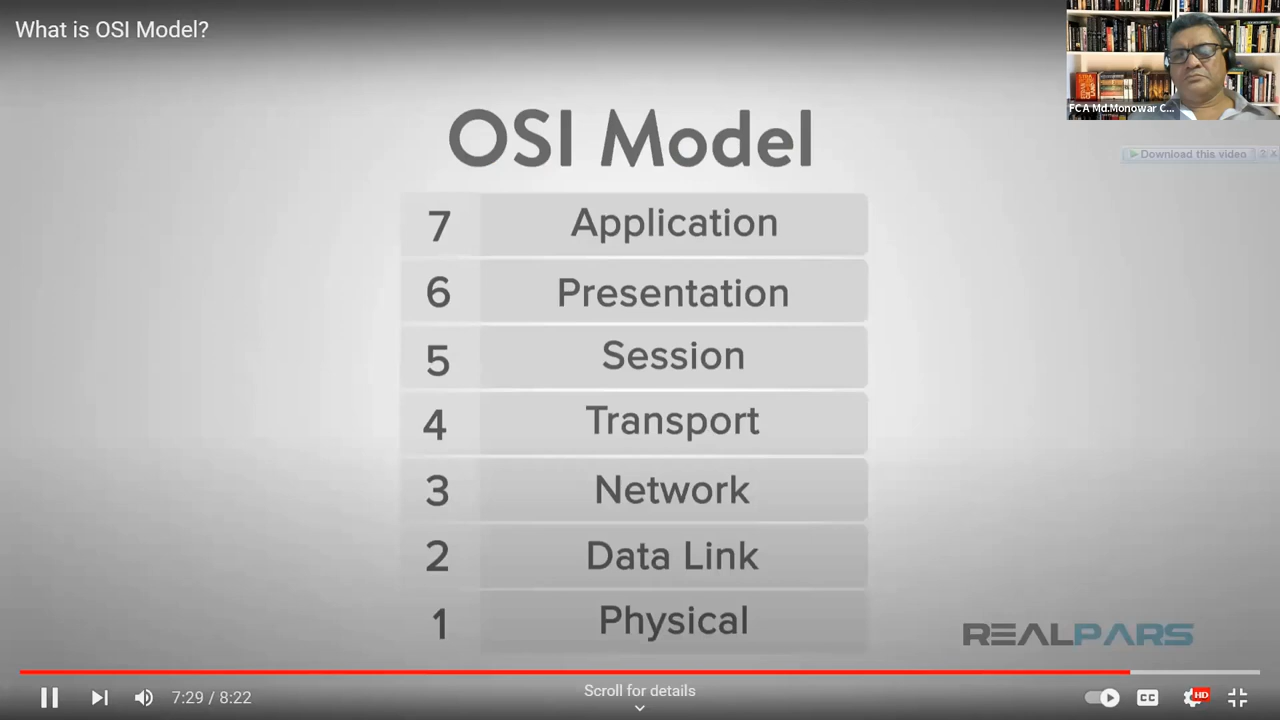 What is OSI Model?
FCA Md.Monowar C...
Download this video ? X
OSI Model
7 Application
6 Presentation
5 Session
4 Transport
3 Network
2 Data Link
1 Physical
REALPARS
7:29 / 8:22
Scroll for details
CC
HD